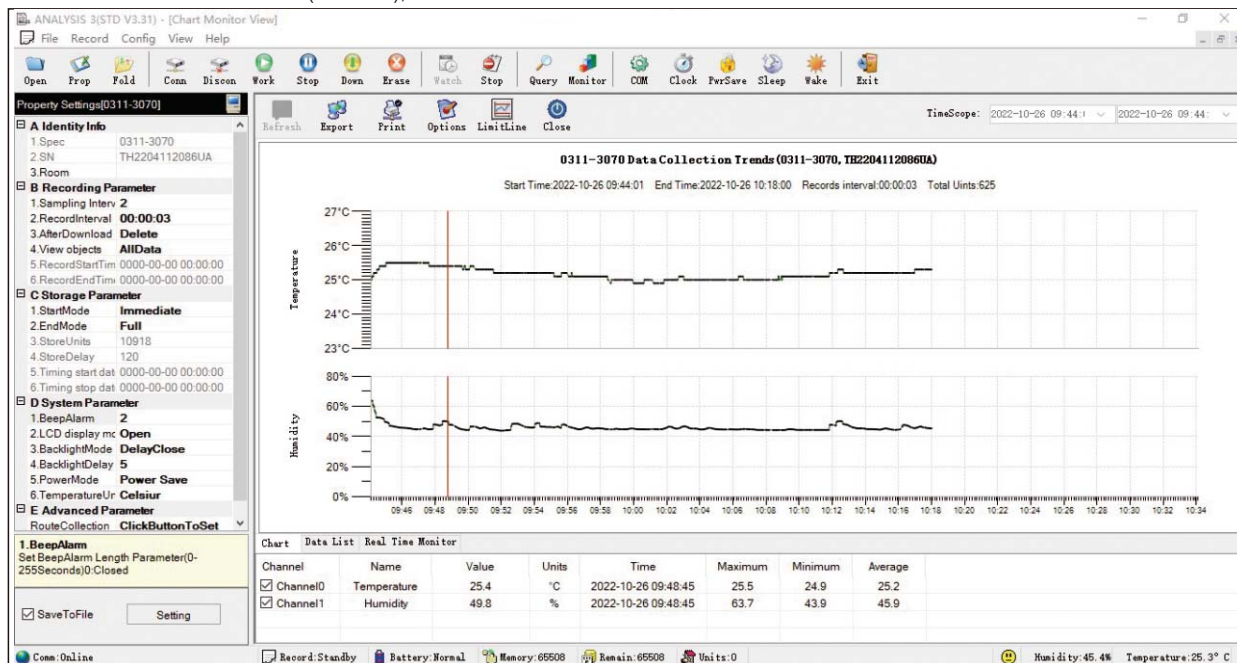 ANALYSIS 3(STD V3.31) - [Chart Monitor View]
File Record Config View Help
Open Prop Fold Conn Discon Work Stop Down Erase Watch Stop Query Monitor COM Clock PwrSave Sleep Wake Exit
Property Settings[0311-3070]
A Identity Info
1.Spec 0311-3070
2.SN TH2204112086UA
3.Room
B Recording Parameter
1.Sampling Interv 2
2.RecordInterval 00:00:03
3.AfterDownload Delete
4.View objects AllData
5.RecordStartTim 0000-00-00 00:00:00
6.RecordEndTim 0000-00-00 00:00:00
C Storage Parameter
1.StartMode Immediate
2.EndMode Full
3.StoreUnits 10918
4.StoreDelay 120
5.Timing start dat 0000-00-00 00:00:00
6.Timing stop dat 0000-00-00 00:00:00
D System Parameter
1.BeepAlarm 2
2.LCD display mc Open
3.BacklightMode DelayClose
4.BacklightDelay 5
5.PowerMode Power Save
6.TemperatureUr Celsiur
E Advanced Parameter
RouteCollection ClickButtonToSet
1.BeepAlarm
Set BeepAlarm Length Parameter(0-
255Seconds)0:Closed
SaveToFile Setting
Refresh Export Print Options LimitLine Close
TimeScope: 2022-10-26 09:44: 2022-10-26 09:44:
0311-3070 Data Collection Trends(0311-3070, TH2204112086UA)
Start Time:2022-10-26 09:44:01 End Time:2022-10-26 10:18:00 Records interval:00:00:03 Total Uints:625
Temperature
27°C
26°C
25°C
24°C
23°C
Humidity
80%
60%
40%
20%
0%
09:46 09:48 09:50 09:52 09:54 09:56 09:58 10:00 10:02 10:04 10:06 10:08 10:10 10:12 10:14 10:16 10:18 10:20 10:22 10:24 10:26 10:28 10:30 10:32 10:34
Chart Data List Real Time Monitor
Channel Name Value Units Time Maximum Minimum Average
Channel0 Temperature 25.4 °C 2022-10-26 09:48:45 25.5 24.9 25.2
Channel1 Humidity 49.8 % 2022-10-26 09:48:45 63.7 43.9 45.9
Comm:Online Record:Standby Battery:Normal Memory:65508 Remain:65508 Units:0 Humidity:45.4% Temperature:25.3° C